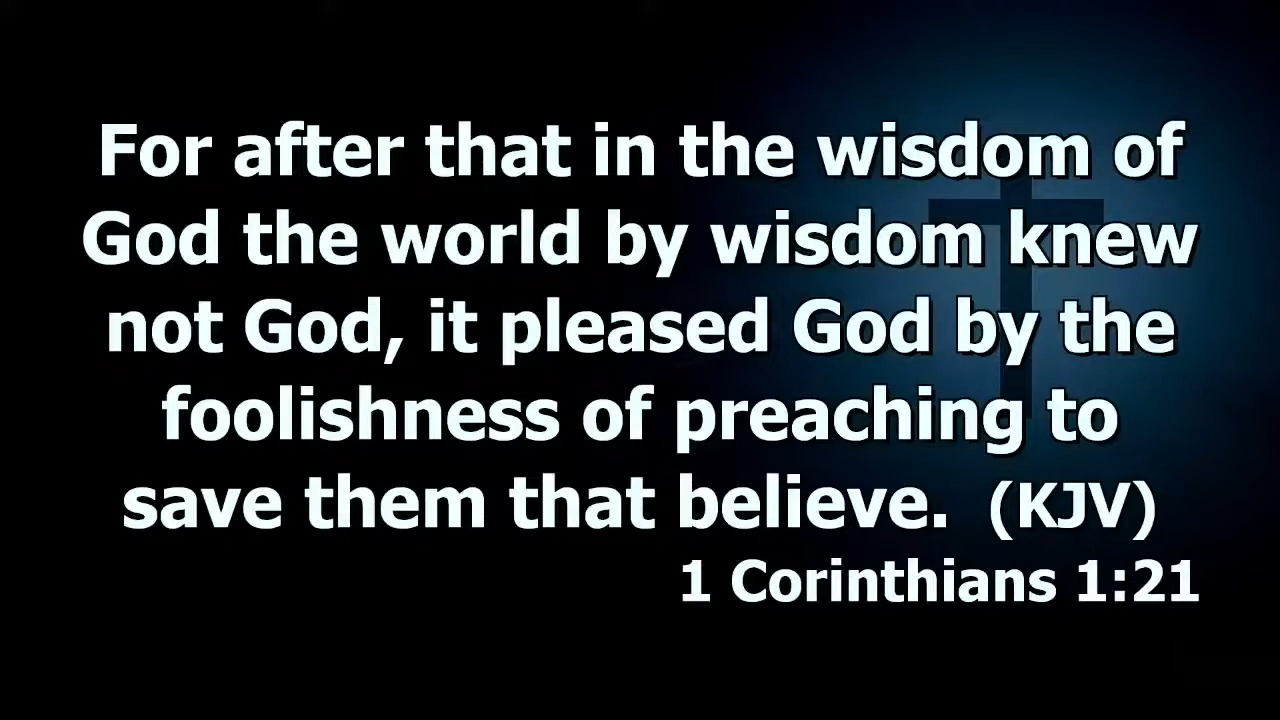 For after that in the wisdom of
God the world by wisdom knew
not God, it pleased God by the
foolishness of preaching to
save them that believe.  (KJV)
1 Corinthians 1:21